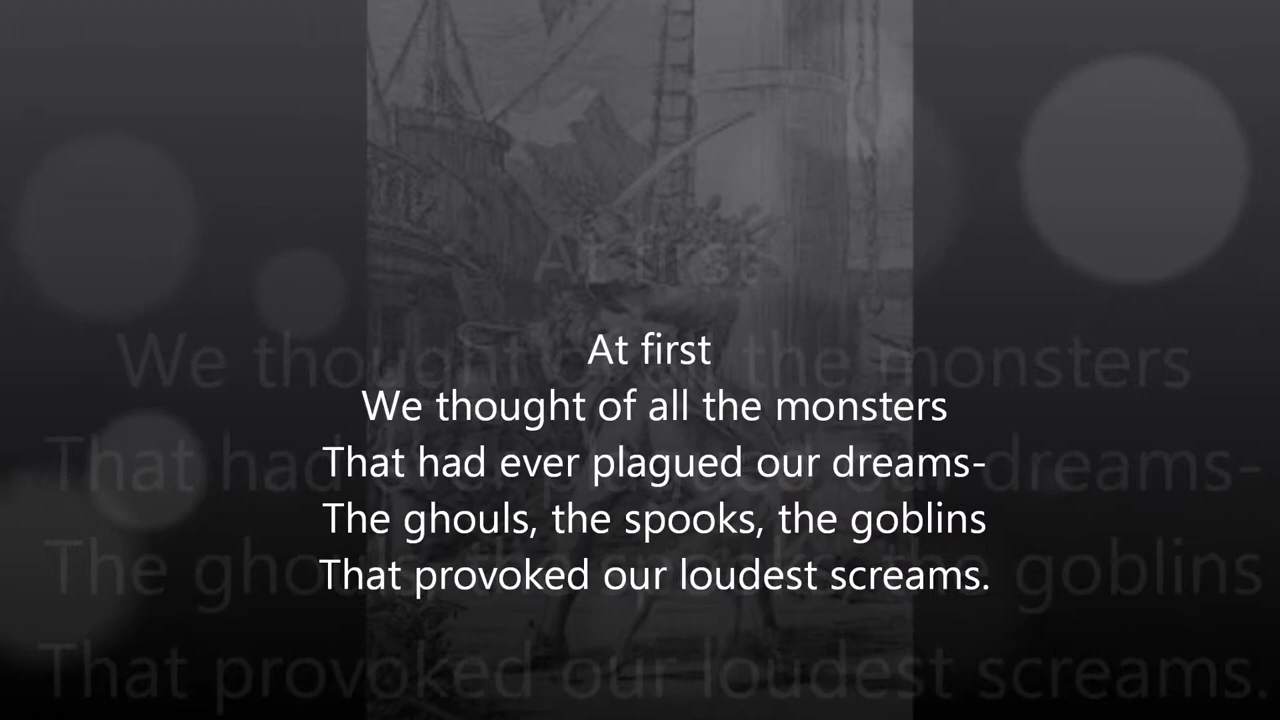 At first
We thought of all the monsters
That had ever plagued our dreams-
The ghouls, the spooks, the goblins
That provoked our loudest screams.